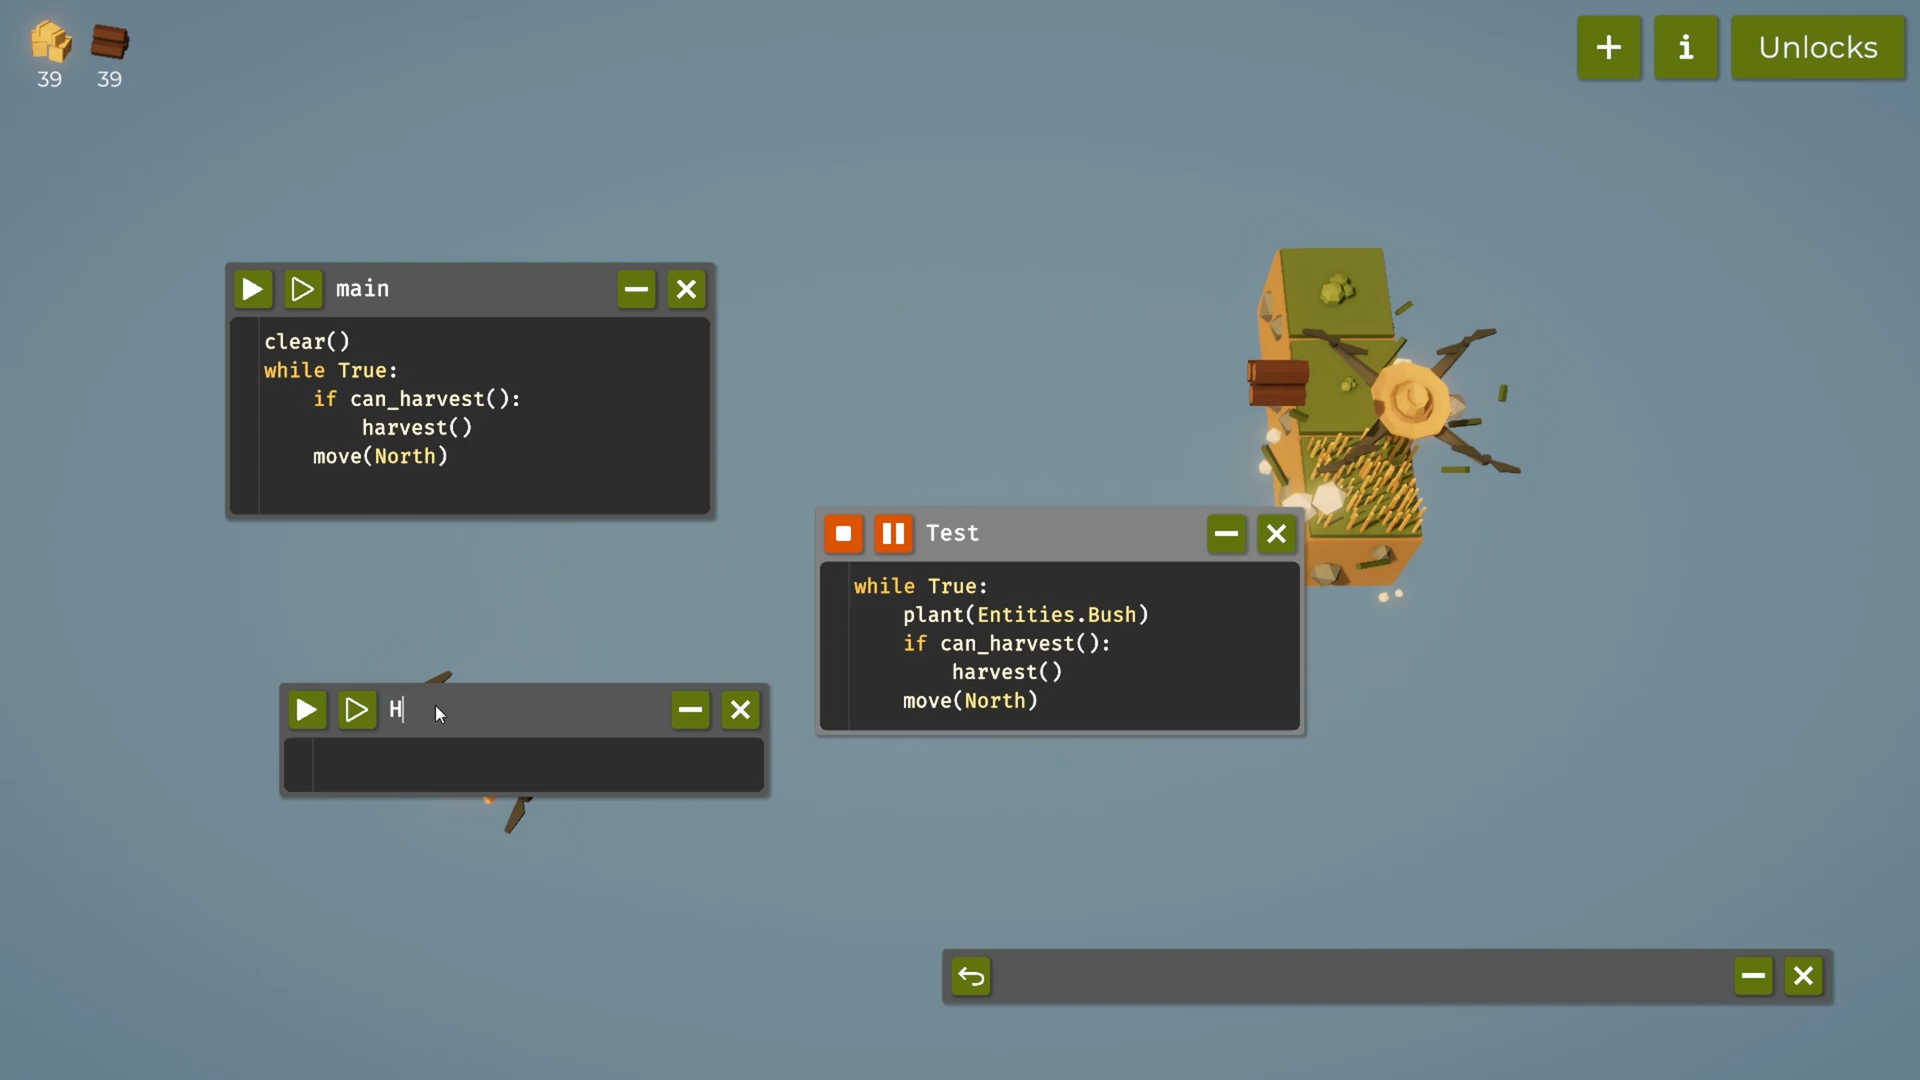 39 39
i Unlocks
main
clear()
while True:
if can_harvest():
harvest()
move(North)
Test
while True:
plant(Entities.Bush)
if can_harvest():
harvest()
move(North)
H